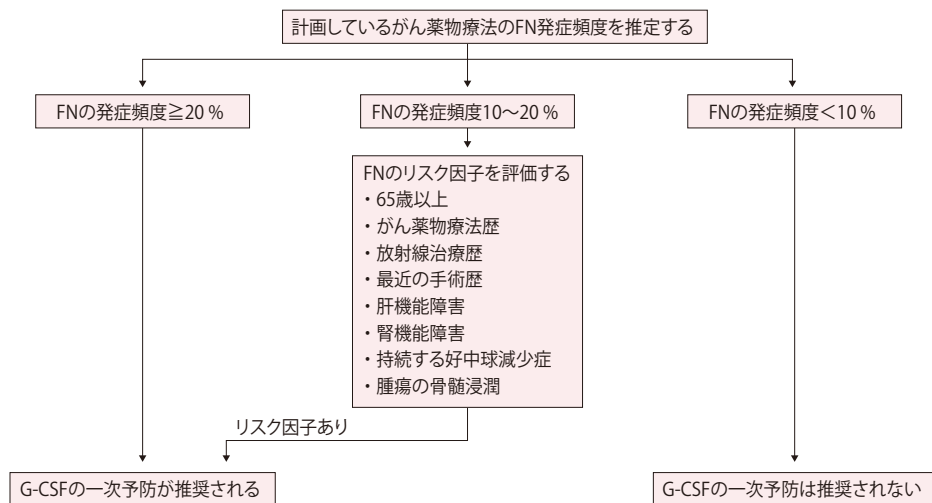 計画しているがん薬物療法のFN発症頻度を推定する
FNの発症頻度≧20 %
FNの発症頻度10〜20 %
FNの発症頻度＜10 %
FNのリスク因子を評価する
・65歳以上
・がん薬物療法歴
・放射線治療歴
・最近の手術歴
・肝機能障害
・腎機能障害
・持続する好中球減少症
・腫瘍の骨髄浸潤
リスク因子あり
G-CSFの一次予防が推奨される
G-CSFの一次予防は推奨されない